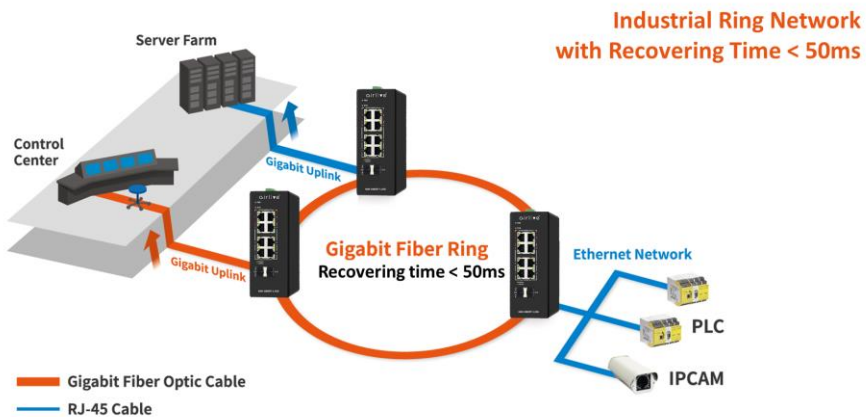 Industrial Ring Network
with Recovering Time < 50ms
Server Farm
Control
Center
Gigabit Uplink
Gigabit Uplink
Gigabit Fiber Ring
Recovering time < 50ms
Ethernet Network
PLC
IPCAM
Gigabit Fiber Optic Cable
RJ-45 Cable